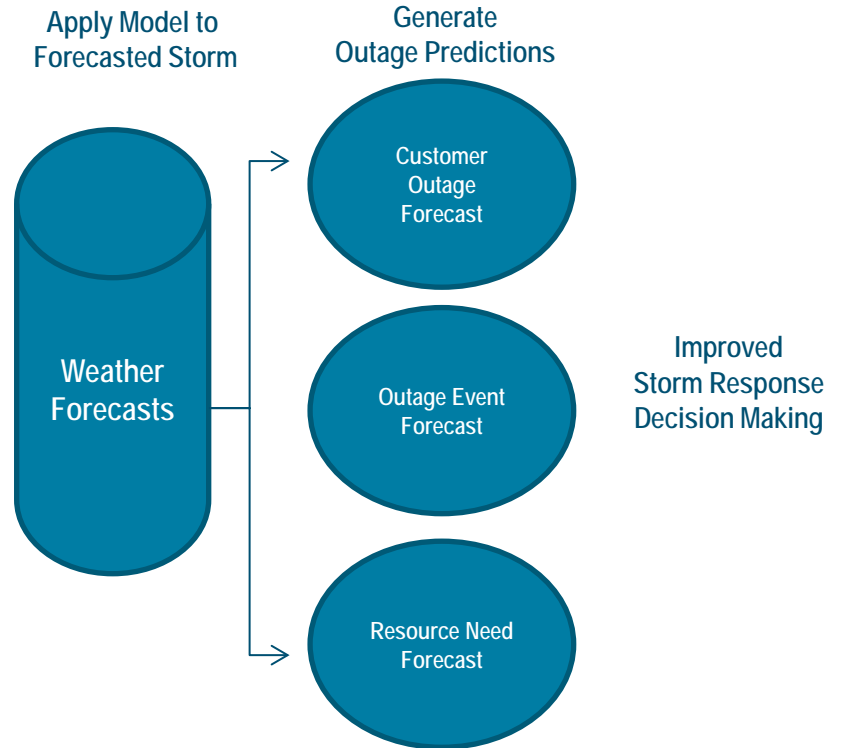 Apply Model to
Forecasted Storm
Generate
Outage Predictions
Weather
Forecasts
Customer
Outage
Forecast
Outage Event
Forecast
Resource Need
Forecast
Improved
Storm Response
Decision Making